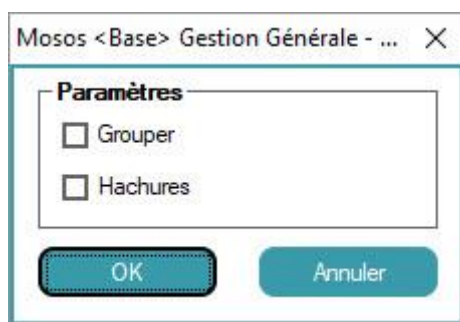 Mosos <Base> Gestion Générale - ...
Paramètres
Grouper
Hachures
OK
Annuler